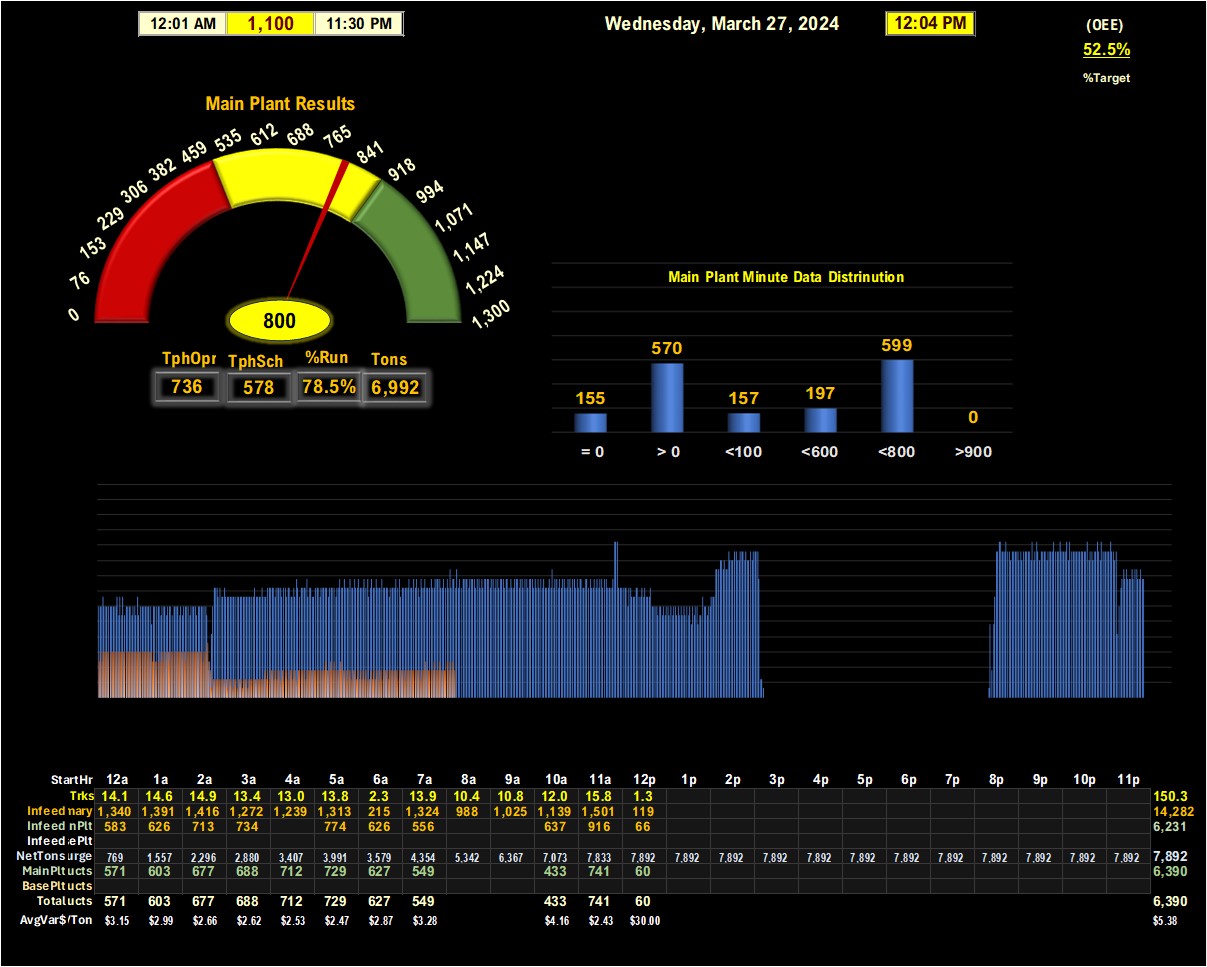 12:01 AM 1,100 11:30 PM Wednesday, March 27, 2024 12:04 PM (OEE)
52.5%
%Target
Main Plant Results
0 76 153 229 306 382 459 535 612 688 765 841 918 994 1,071 1,147 1,224 1,300
800
TphOpr TphSch %Run Tons
736 578 78.5% 6,992
Main Plant Minute Data Distrinution
155 570 157 197 599 0
= 0 > 0 <100 <600 <800 >900
StartHr 12a 1a 2a 3a 4a 5a 6a 7a 8a 9a 10a 11a 12p 1p 2p 3p 4p 5p 6p 7p 8p 9p 10p 11p
Trks 14.1 14.6 14.9 13.4 13.0 13.8 2.3 13.9 10.4 10.8 12.0 15.8 1.3 150.3
Infeed nary 1,340 1,391 1,416 1,272 1,239 1,313 215 1,324 988 1,025 1,139 1,501 119 14,282
Infeed nPlt 583 626 713 734 774 626 556 637 916 66 6,231
Infeed ePlt
NetTons urge 769 1,557 2,296 2,880 3,407 3,991 3,579 4,354 5,342 6,367 7,073 7,833 7,892 7,892 7,892 7,892 7,892 7,892 7,892 7,892 7,892 7,892 7,892 7,892 7,892
MainPlt ucts 571 603 677 688 712 729 627 549 433 741 60 6,390
BasePlt ucts
Total ucts 571 603 677 688 712 729 627 549 433 741 60 6,390
AvgVar$/Ton $3.15 $2.99 $2.66 $2.62 $2.53 $2.47 $2.87 $3.28 $4.16 $2.43 $30.00 $5.38